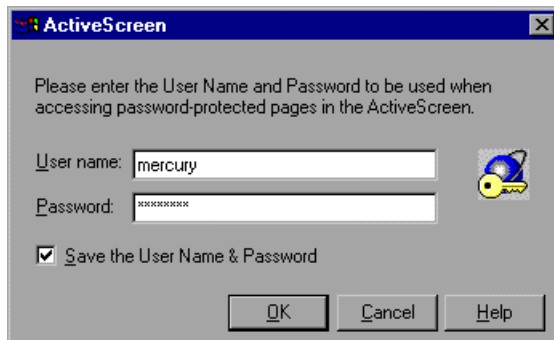 ActiveScreen
Please enter the User Name and Password to be used when
accessing password-protected pages in the ActiveScreen.
User name: mercury
Password: ********
Save the User Name & Password
OK Cancel Help